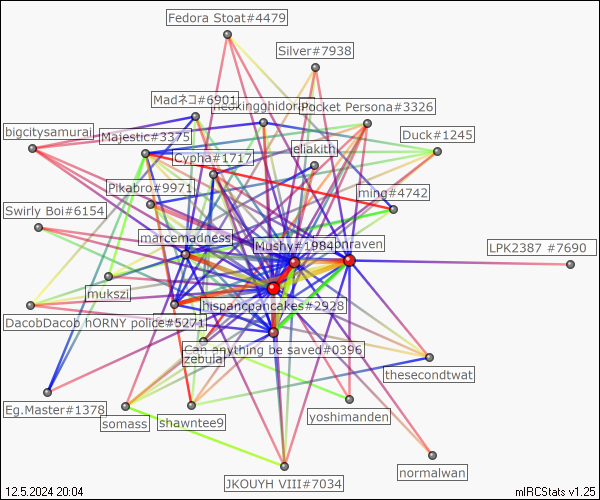 Fedora Stoat#4479
Silver#7938
Madネコ#6901
neokingghidora
Pocket Persona#3326
bigcitysamurai
Majestic#3375
Duck#1245
eliakith
Cypha#1717
Pikabro#9971
ming#4742
Swirly Boi#6154
marcemadness
Mushy#1984
onraven
LPK2387 #7690
mukszi
hispancpancakes#2928
DacobDacob hORNY police#5271
Can anything be saved#0396
zebular
thesecondtwat
Eg.Master#1378
somass
shawntee9
yoshimanden
normalwan
JKOUYH VIII#7034
12.5.2024 20:04
mIRCStats v1.25